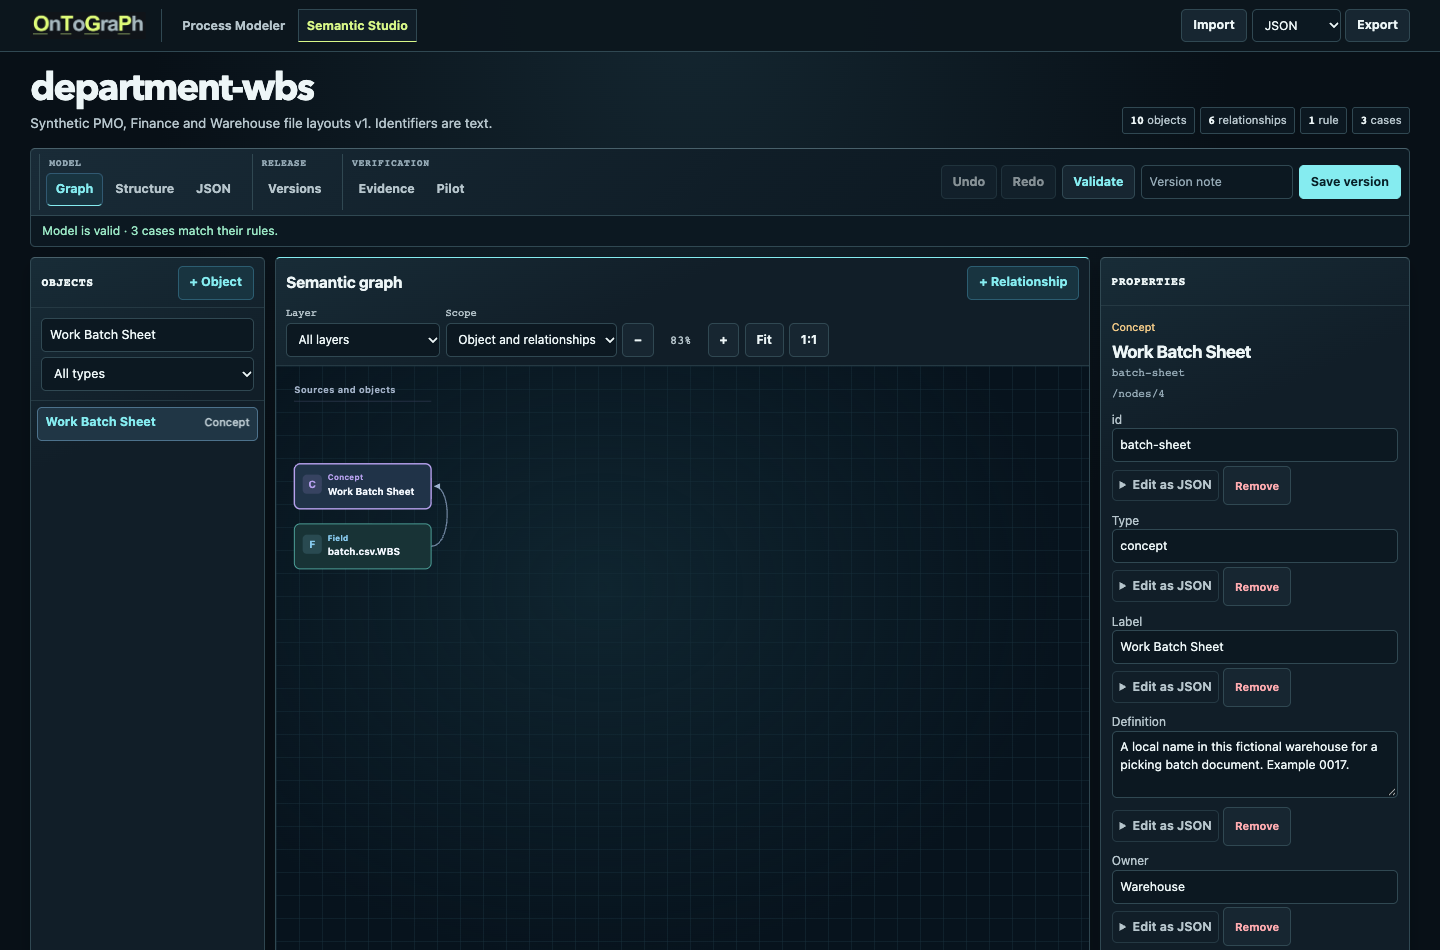 OnToGraPh
Process Modeler
Semantic Studio
Import
JSON
Export
department-wbs
Synthetic PMO, Finance and Warehouse file layouts v1. Identifiers are text.
10 objects
6 relationships
1 rule
3 cases
MODEL
RELEASE
VERIFICATION
Graph
Structure
JSON
Versions
Evidence
Pilot
Undo
Redo
Validate
Version note
Save version
Model is valid · 3 cases match their rules.
OBJECTS
+ Object
Work Batch Sheet
All types
Work Batch Sheet
Concept
Semantic graph
+ Relationship
Layer
Scope
All layers
Object and relationships
−
83%
+
Fit
1:1
Sources and objects
C
Concept
Work Batch Sheet
F
Field
batch.csv.WBS
PROPERTIES
Concept
Work Batch Sheet
batch-sheet
/nodes/4
id
batch-sheet
Edit as JSON
Remove
Type
concept
Edit as JSON
Remove
Label
Work Batch Sheet
Edit as JSON
Remove
Definition
A local name in this fictional warehouse for a
picking batch document. Example 0017.
Edit as JSON
Remove
Owner
Warehouse
Edit as JSON
Remove